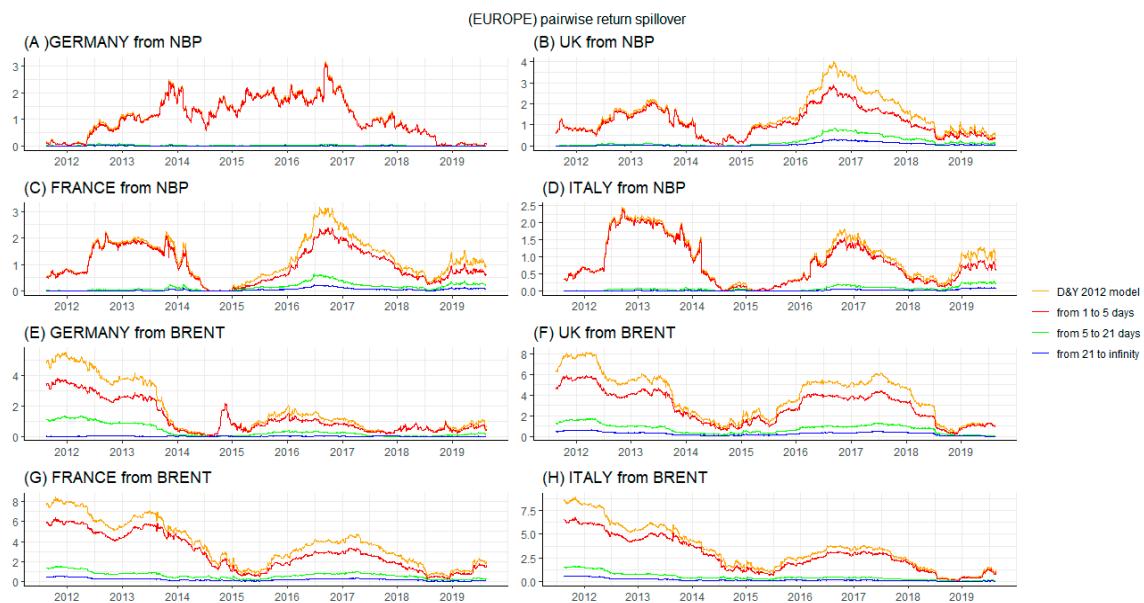 (EUROPE) pairwise return spillover
(A )GERMANY from NBP
3
2
1
0
2012 2013 2014 2015 2016 2017 2018 2019
(B) UK from NBP
4
3
2
1
0
2012 2013 2014 2015 2016 2017 2018 2019
(C) FRANCE from NBP
3
2
1
0
2012 2013 2014 2015 2016 2017 2018 2019
(D) ITALY from NBP
2.5
2.0
1.5
1.0
0.5
0.0
2012 2013 2014 2015 2016 2017 2018 2019
(E) GERMANY from BRENT
4
2
0
2012 2013 2014 2015 2016 2017 2018 2019
(F) UK from BRENT
8
6
4
2
0
2012 2013 2014 2015 2016 2017 2018 2019
(G) FRANCE from BRENT
8
6
4
2
0
2012 2013 2014 2015 2016 2017 2018 2019
(H) ITALY from BRENT
7.5
5.0
2.5
0.0
2012 2013 2014 2015 2016 2017 2018 2019
D&Y 2012 model
from 1 to 5 days
from 5 to 21 days
from 21 to infinity